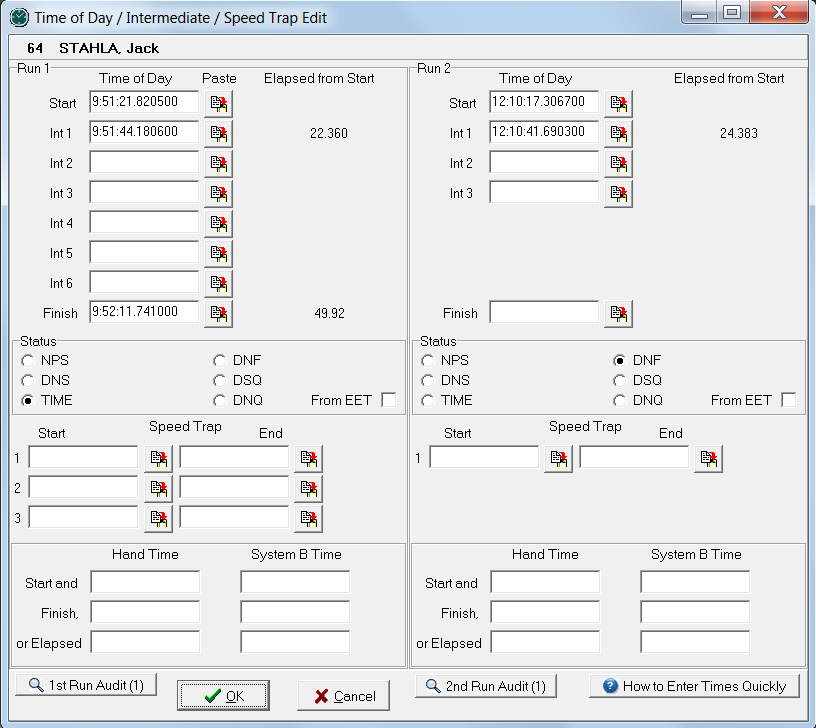 Time of Day / Intermediate / Speed Trap Edit
64 STAHLA, Jack
Run 1
Time of Day Paste Elapsed from Start
Start 9:51:21.820500
Int 1 9:51:44.180600 22.360
Int 2
Int 3
Int 4
Int 5
Int 6
Finish 9:52:11.741000 49.92
Status
NPS DNF
DNS DSQ
TIME DNQ From EET
Speed Trap
Start End
1
2
3
Hand Time System B Time
Start and
Finish,
or Elapsed
1st Run Audit (1)
OK
Cancel
Run 2
Time of Day Elapsed from Start
Start 12:10:17.306700
Int 1 12:10:41.690300 24.383
Int 2
Int 3
Finish
Status
NPS DNF
DNS DSQ
TIME DNQ From EET
Speed Trap
Start End
1
Hand Time System B Time
Start and
Finish,
or Elapsed
2nd Run Audit (1)
How to Enter Times Quickly